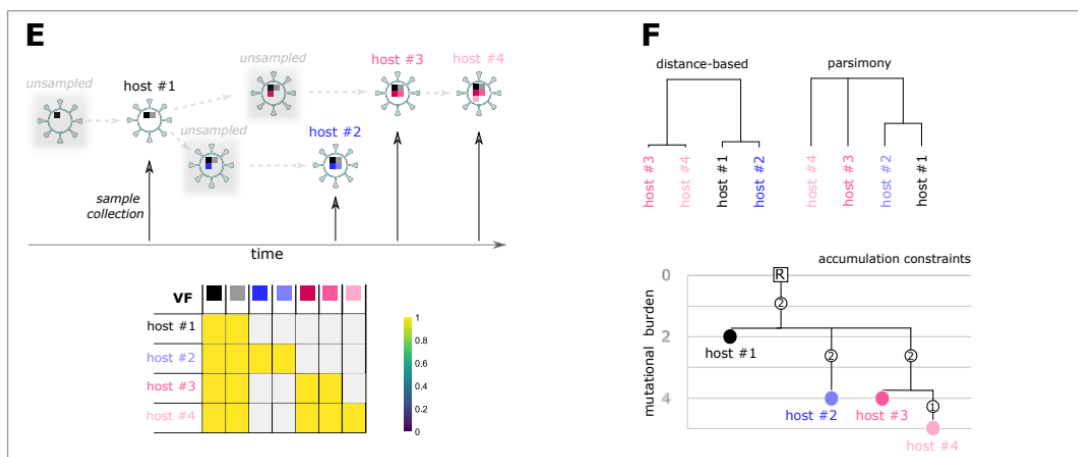 E
unsampled
host #1
unsampled
host #3
host #4
unsampled
host #2
sample
collection
time
VF
host #1
host #2
host #3
host #4
1
0.8
0.6
0.4
0.2
0
F
distance-based
parsimony
host #3
host #4
host #1
host #2
host #4
host #3
host #2
host #1
accumulation constraints
mutational burden
0
2
4
R
2
host #1
2
2
host #2
host #3
1
host #4